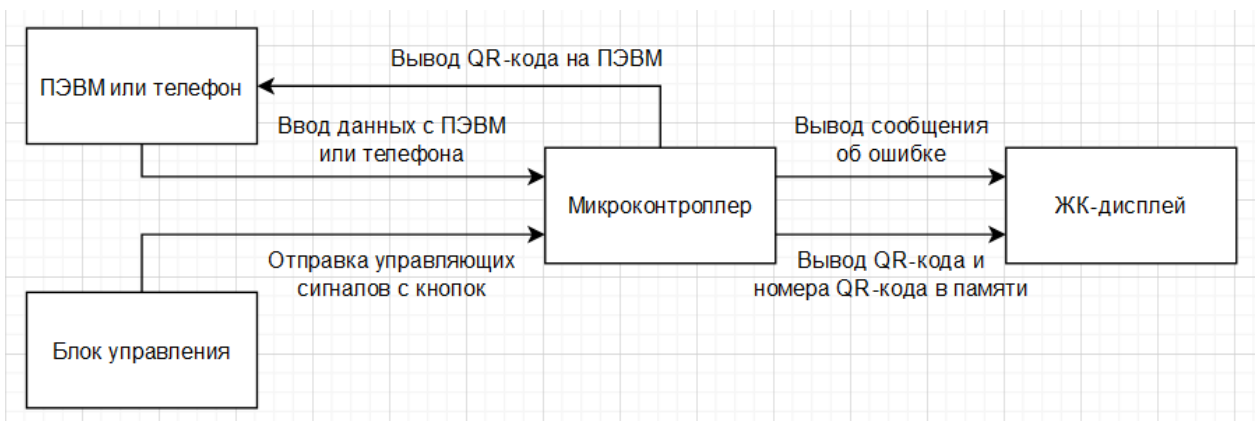 Вывод QR-кода на ПЭВМ
ПЭВМ или телефон
Ввод данных с ПЭВМ
или телефона
Вывод сообщения
об ошибке
Микроконтроллер
ЖК-дисплей
Отправка управляющих
сигналов с кнопок
Вывод QR-кода и
номера QR-кода в памяти
Блок управления